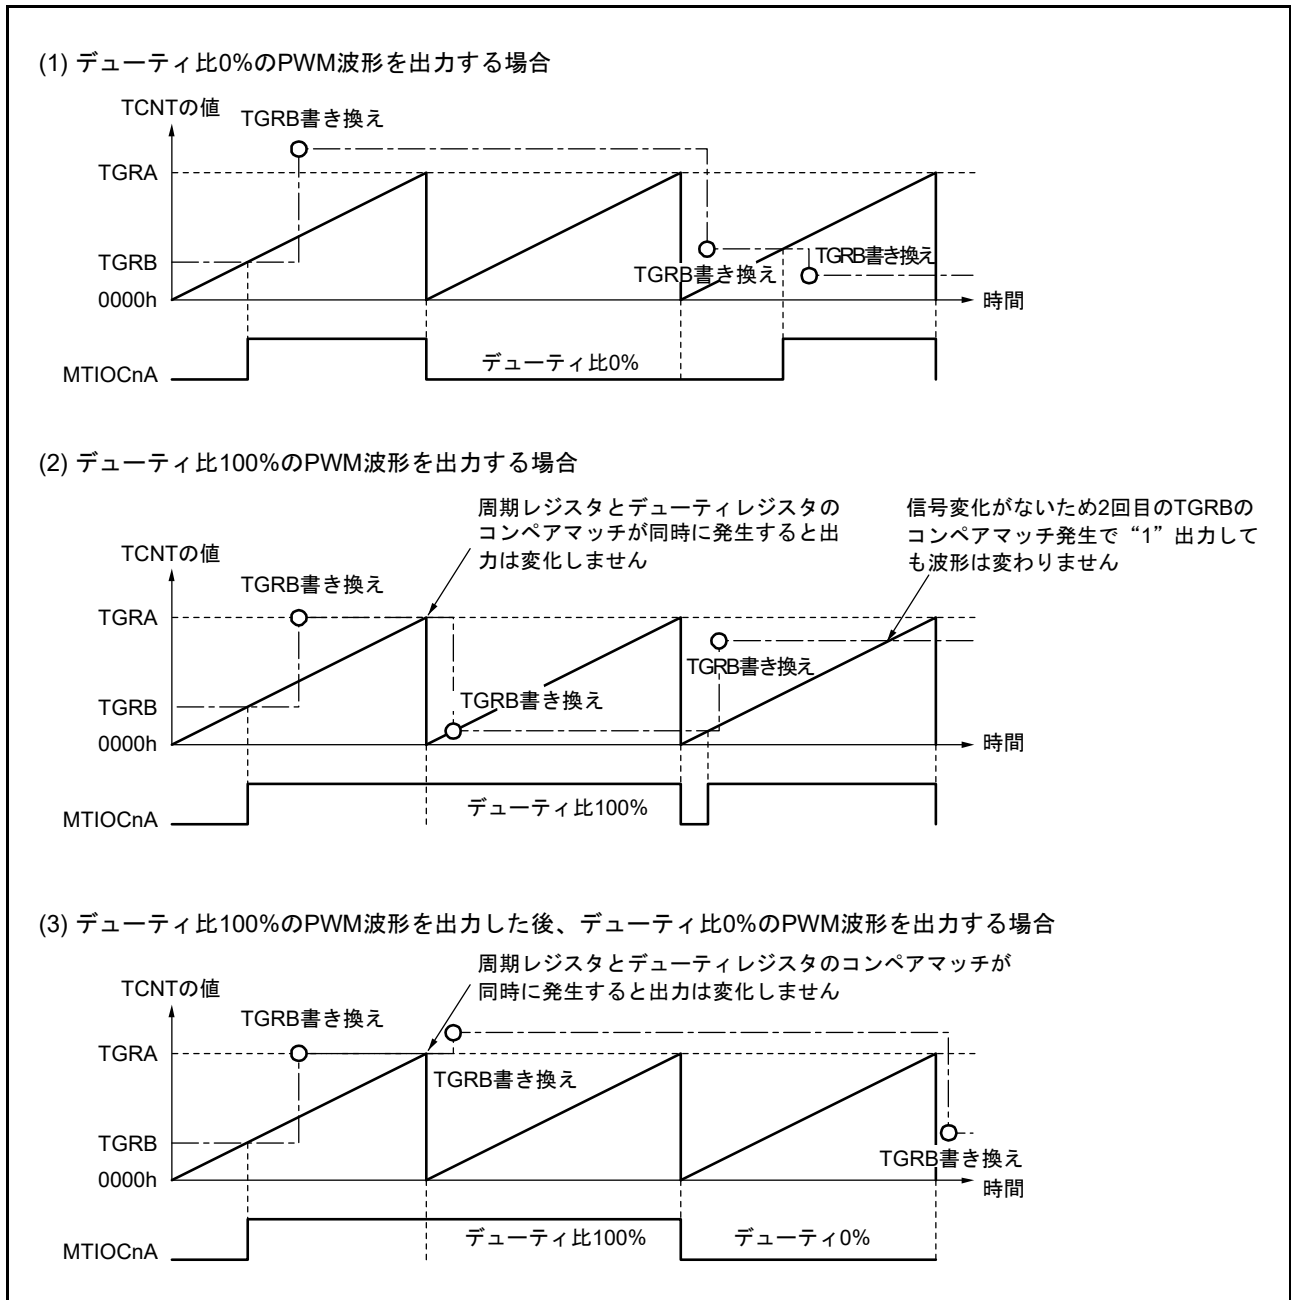 (1) デューティ比0%のPWM波形を出力する場合
TCNTの値
TGRB書き換え
TGRA
TGRB
TGRB書き換え
TGRB書き換え
0000h
時間
MTIOCnA
デューティ比0%
(2) デューティ比100%のPWM波形を出力する場合
周期レジスタとデューティレジスタの
コンペアマッチが同時に発生すると出
力は変化しません
信号変化がないため2回目のTGRBの
コンペアマッチ発生で“1”出力して
も波形は変わりません
TCNTの値
TGRB書き換え
TGRA
TGRB書き換え
TGRB書き換え
TGRB
0000h
時間
MTIOCnA
デューティ比100%
(3) デューティ比100%のPWM波形を出力した後、デューティ比0%のPWM波形を出力する場合
周期レジスタとデューティレジスタのコンペアマッチが
同時に発生すると出力は変化しません
TCNTの値
TGRB書き換え
TGRA
TGRB書き換え
TGRB
TGRB書き換え
0000h
時間
MTIOCnA
デューティ比100%
デューティ0%